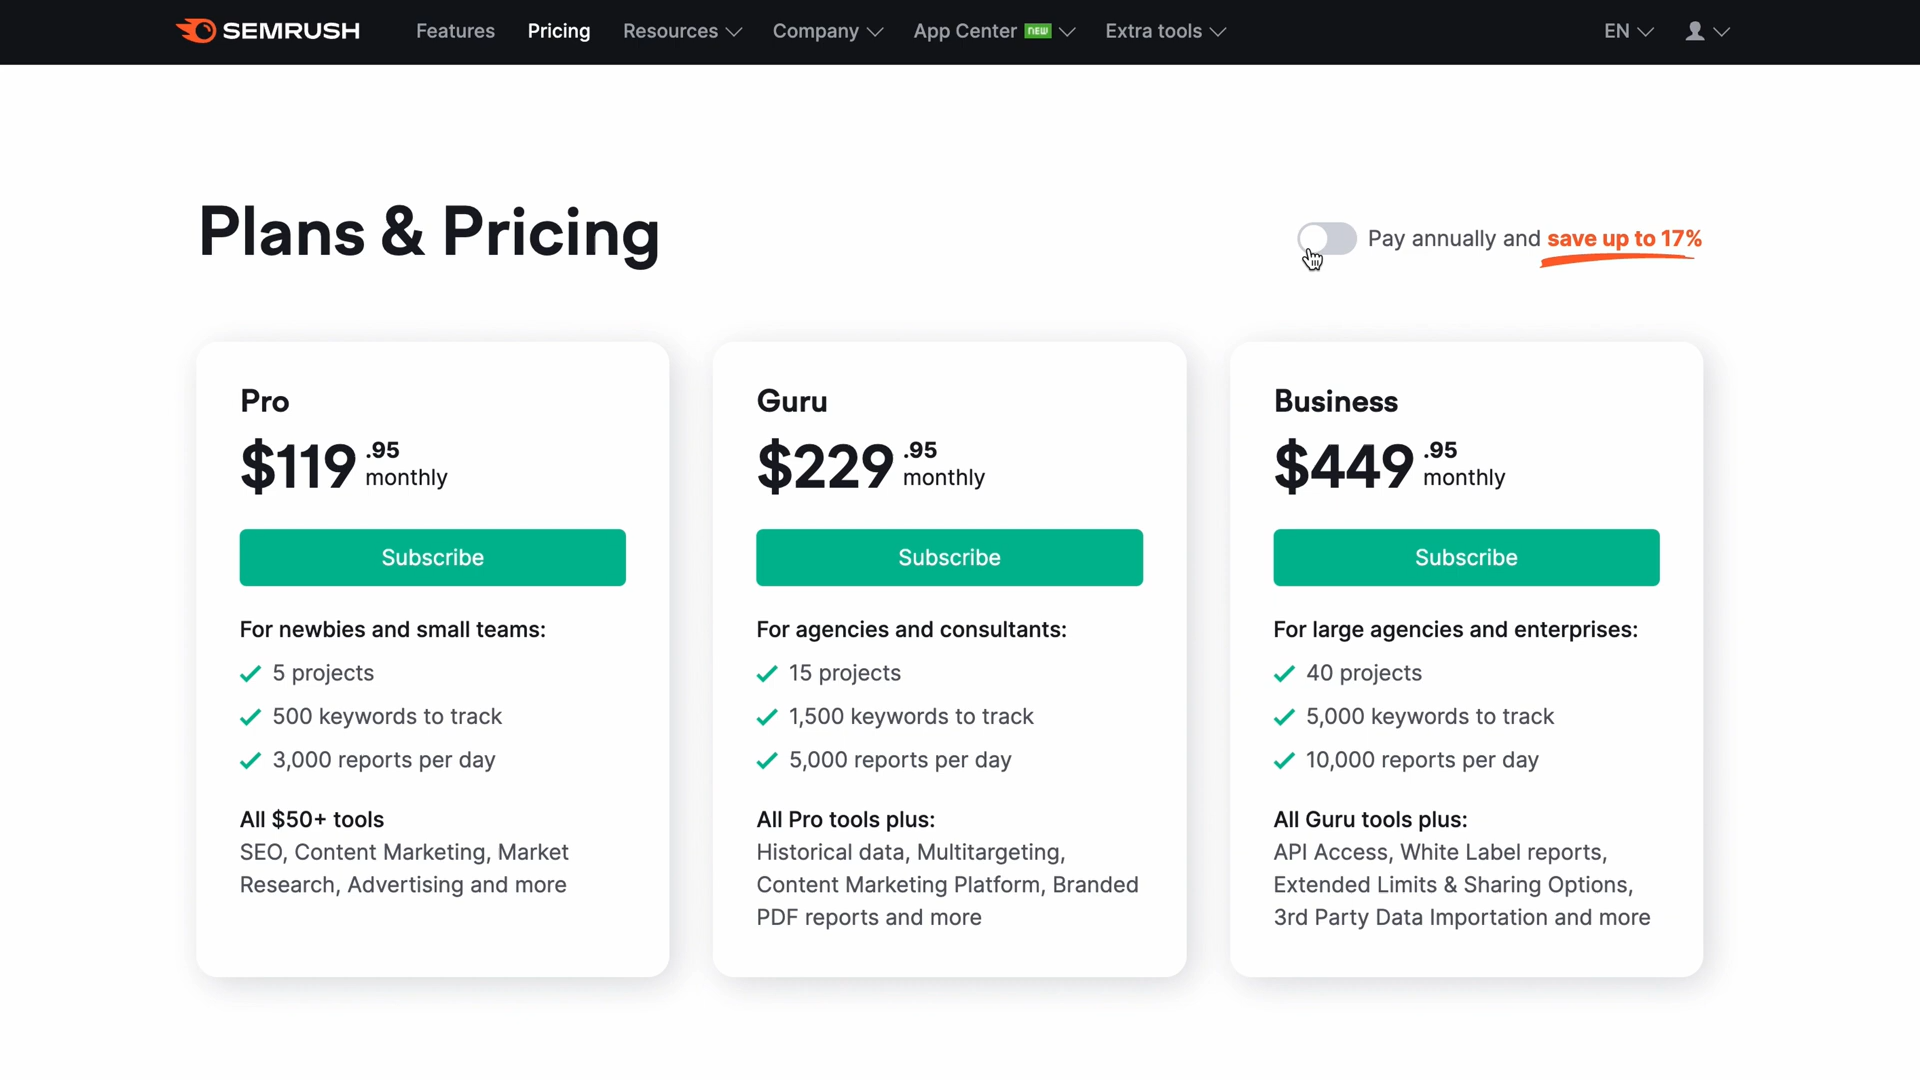 SEMRUSH Features Pricing Resources Company App Center NEW Extra tools EN
Plans & Pricing
Pay annually and save up to 17%
Pro
$119.95 monthly
Subscribe
For newbies and small teams:
5 projects
500 keywords to track
3,000 reports per day
All $50+ tools
SEO, Content Marketing, Market
Research, Advertising and more
Guru
$229.95 monthly
Subscribe
For agencies and consultants:
15 projects
1,500 keywords to track
5,000 reports per day
All Pro tools plus:
Historical data, Multitargeting,
Content Marketing Platform, Branded
PDF reports and more
Business
$449.95 monthly
Subscribe
For large agencies and enterprises:
40 projects
5,000 keywords to track
10,000 reports per day
All Guru tools plus:
API Access, White Label reports,
Extended Limits & Sharing Options,
3rd Party Data Importation and more